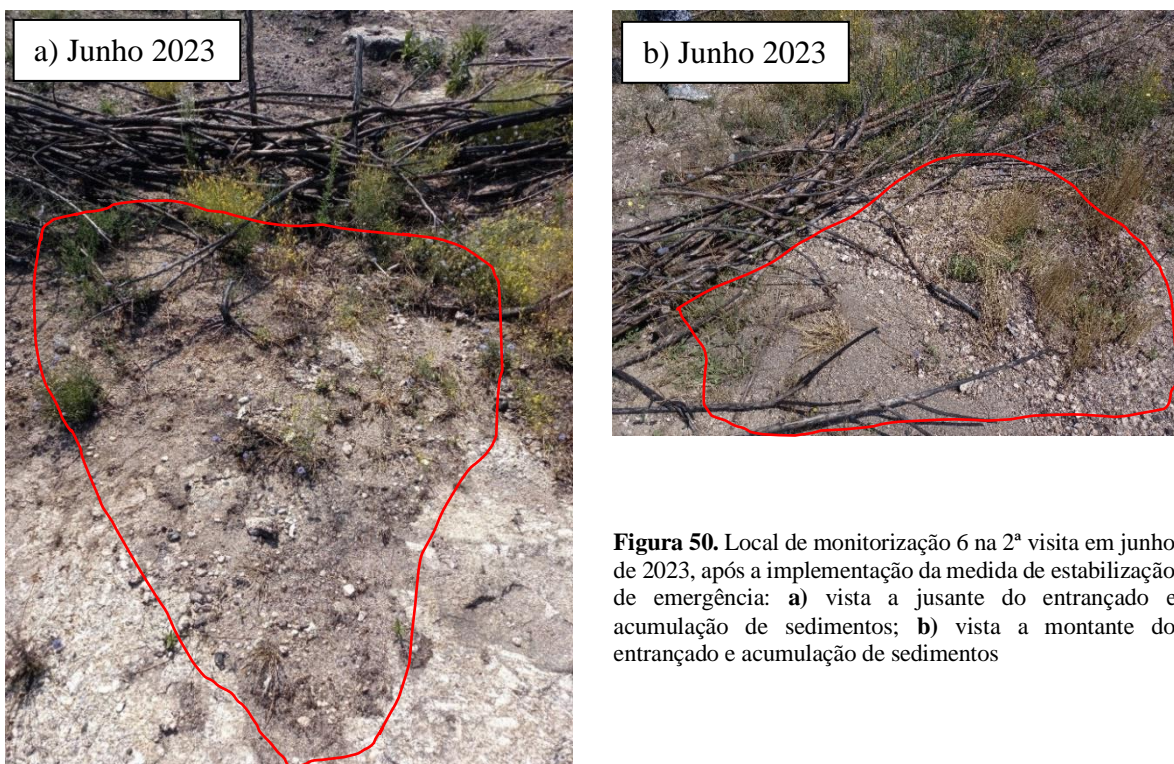 a) Junho 2023
b) Junho 2023
Figura 50. Local de monitorização 6 na 2ª visita em junho
de 2023, após a implementação da medida de estabilização
de emergência: a) vista a jusante do entrançado e
acumulação de sedimentos; b) vista a montante do
entrançado e acumulação de sedimentos